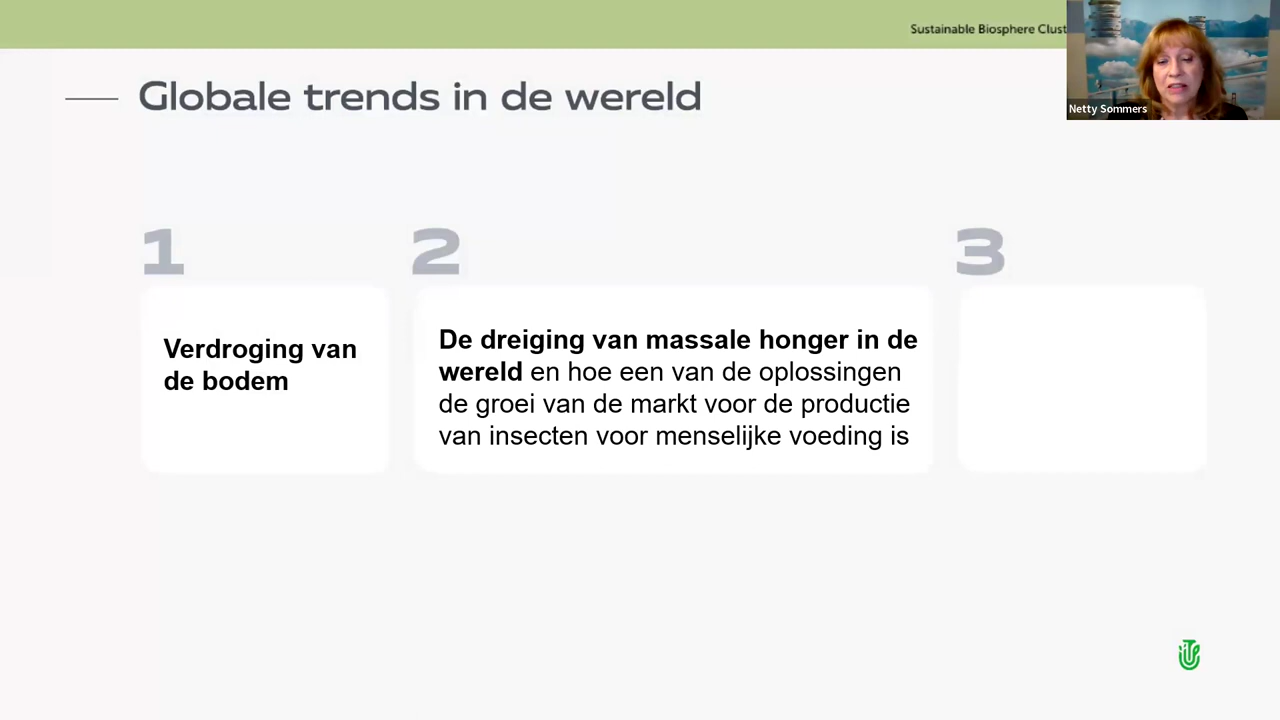 Sustainable Biosphere Clust
Netty Sommers
Globale trends in de wereld
1
2
3
Verdroging van
de bodem
De dreiging van massale honger in de
wereld en hoe een van de oplossingen
de groei van de markt voor de productie
van insecten voor menselijke voeding is